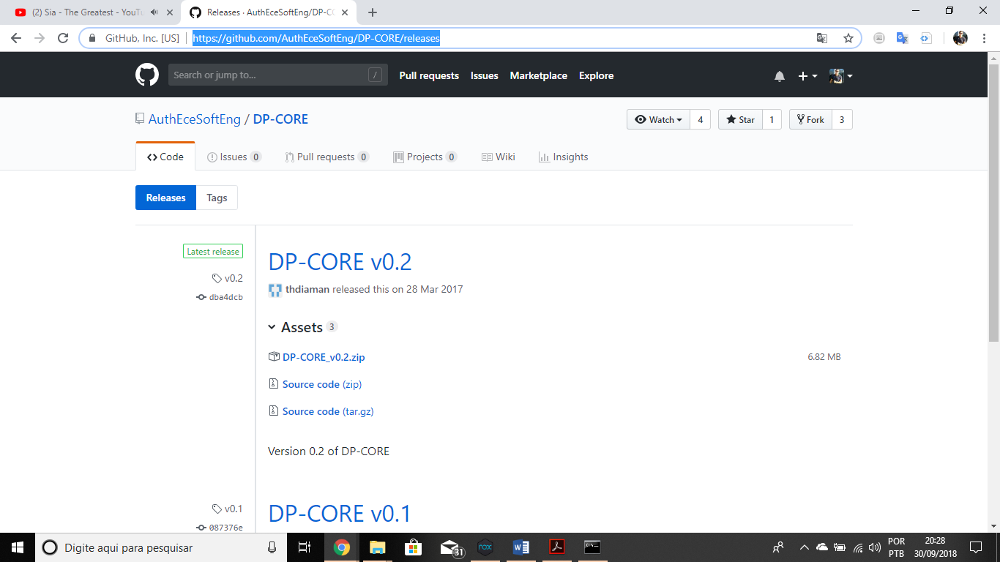 (2) Sia - The Greatest - YouTu
Releases · AuthEceSoftEng/DP-CO
GitHub, Inc. [US]
https://github.com/AuthEceSoftEng/DP-CORE/releases
Search or jump to...
/
Pull requests
Issues
Marketplace
Explore
AuthEceSoftEng / DP-CORE
Watch
4
Star
1
Fork
3
Code
Issues 0
Pull requests 0
Projects 0
Wiki
Insights
Releases
Tags
Latest release
v0.2
dba4dcb
DP-CORE v0.2
thdiaman released this on 28 Mar 2017
Assets 3
DP-CORE_v0.2.zip
6.82 MB
Source code (zip)
Source code (tar.gz)
Version 0.2 of DP-CORE
v0.1
087376e
DP-CORE v0.1
Digite aqui para pesquisar
31
nox
POR
PTB
20:28
30/09/2018